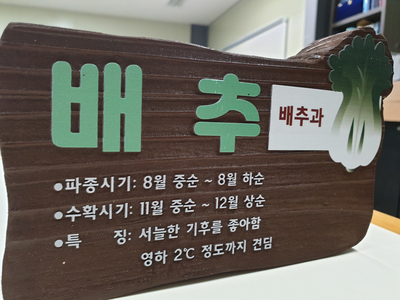 배추
배추과
●파종시기: 8월 중순 ~ 8월 하순
●수확시기: 11월 중순 ~ 12월 상순
●특 징: 서늘한 기후를 좋아함
영하 2℃ 정도까지 견딤